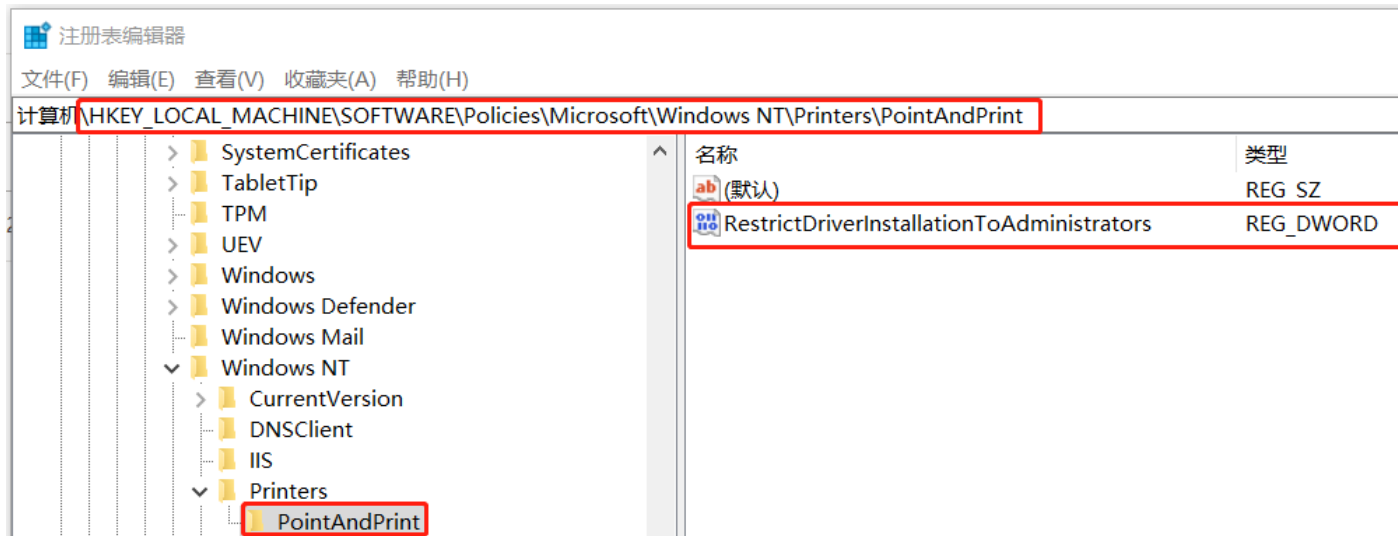 注册表编辑器
文件(F) 编辑(E) 查看(V) 收藏夹(A) 帮助(H)
计算机\HKEY_LOCAL_MACHINE\SOFTWARE\Policies\Microsoft\Windows NT\Printers\PointAndPrint
SystemCertificates
TabletTip
TPM
UEV
Windows
Windows Defender
Windows Mail
Windows NT
CurrentVersion
DNSClient
IIS
Printers
PointAndPrint
名称 类型
(默认) REG_SZ
RestrictDriverInstallationToAdministrators REG_DWORD